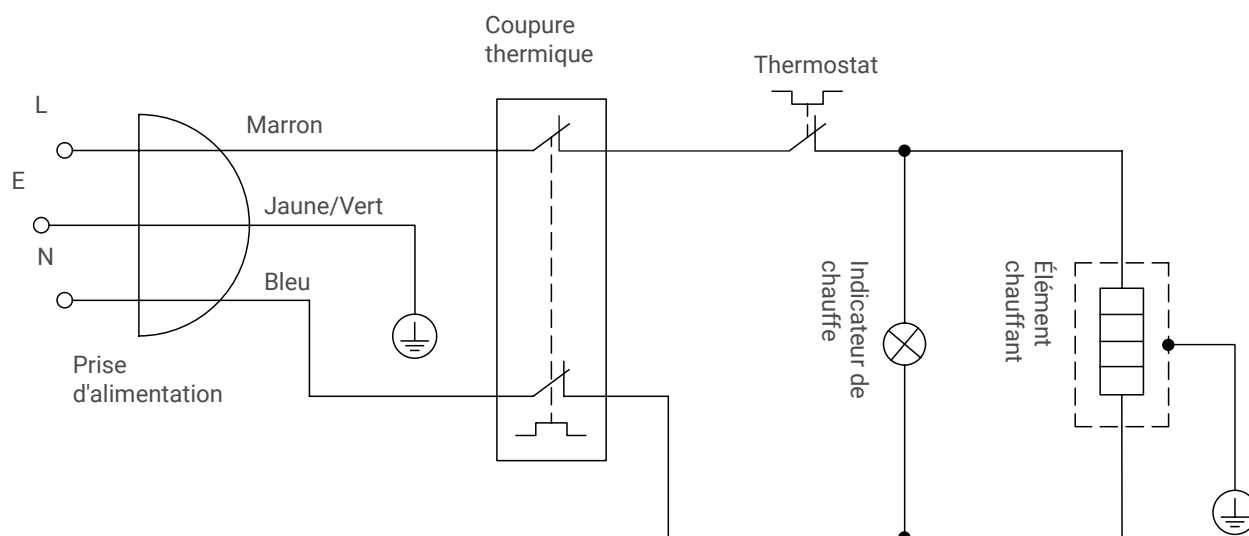 Coupure
thermique
Thermostat
L
Marron
E
Jaune/Vert
N
Bleu
Indicateur de
chauffe
Élément
chauffant
Prise
d'alimentation